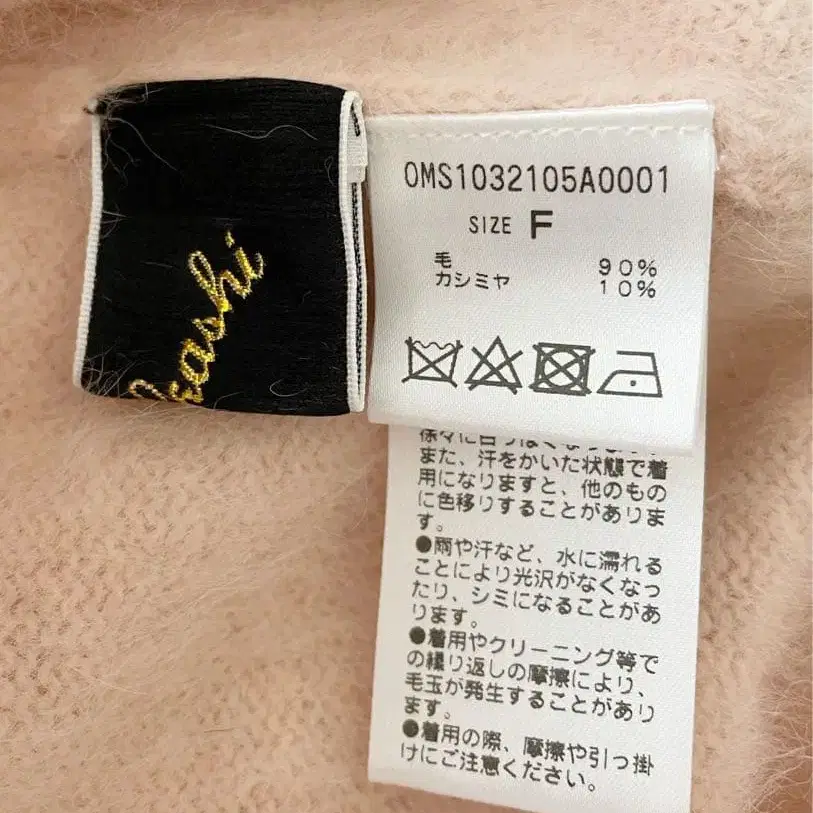 OMS1032105A0001
SIZE F
毛 90%
カシミヤ 10%
また、汗をかいた状態で着
用になりますと、他のもの
に色移りすることがありま
す。
●雨や汗など、水に濡れる
ことにより光沢がなくなっ
たり、シミになることがあ
ります。
●着用やクリーニング等で
の繰り返しの摩擦により、
毛玉が発生することがあり
ます。
●着用の際、摩擦や引っ掛
けにご注意ください。